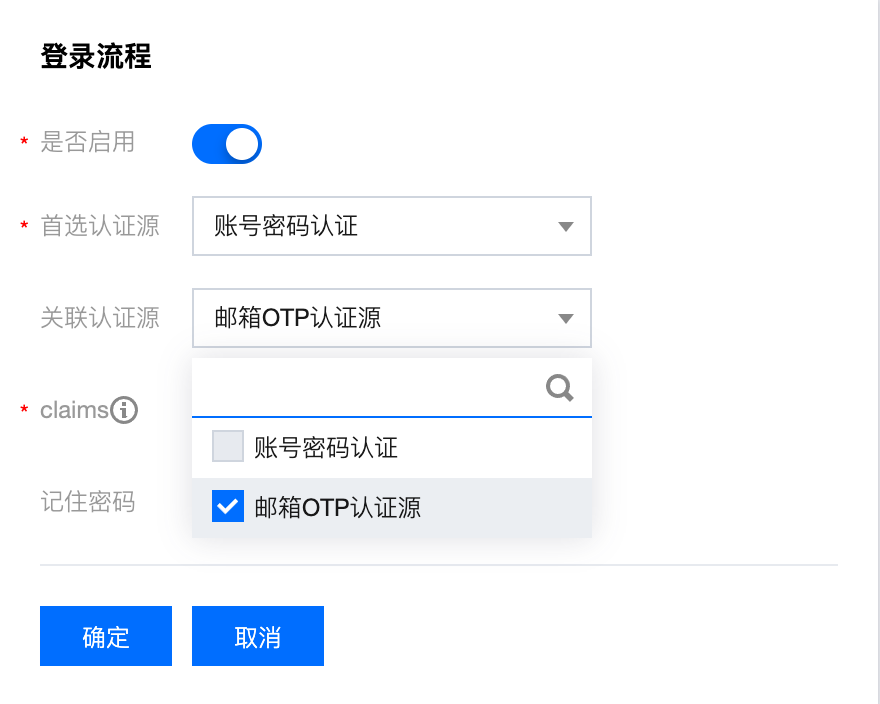 登录流程
* 是否启用
* 首选认证源 账号密码认证
关联认证源 邮箱OTP认证源
* claims
账号密码认证
记住密码
邮箱OTP认证源
确定 取消